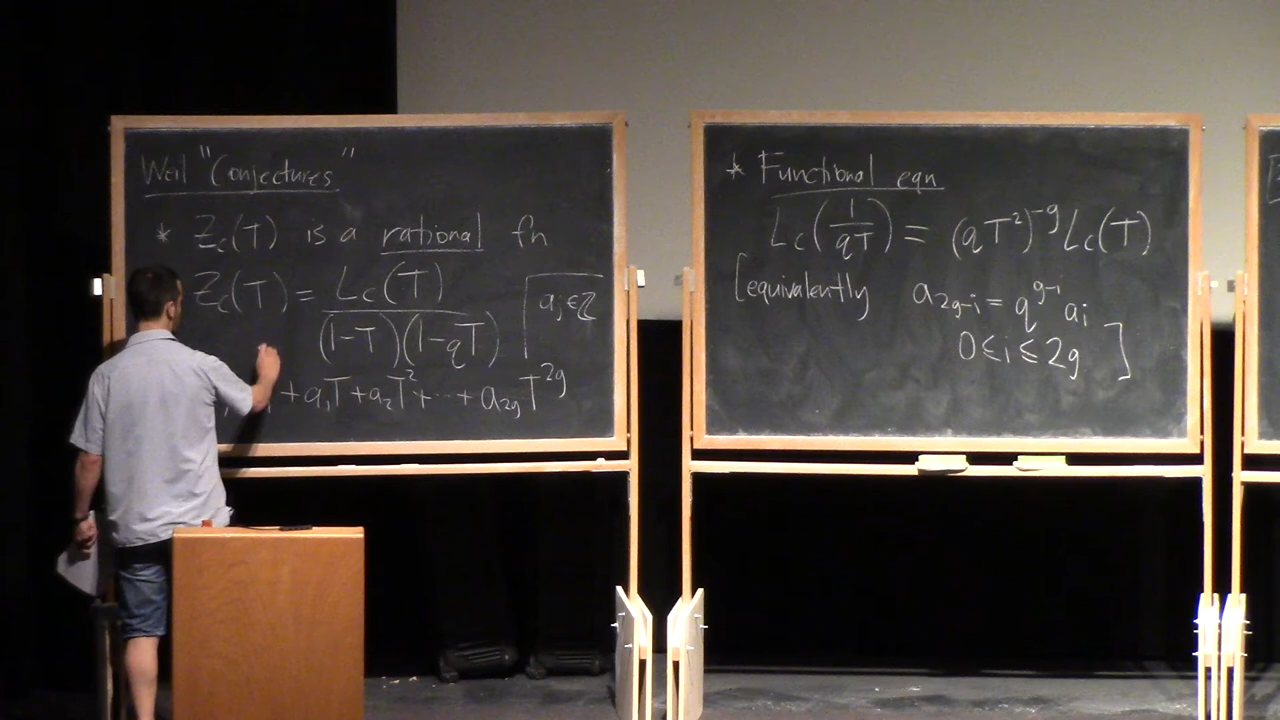 Weil "Conjectures"
* Z_C(T) is a rational fn
Z_C(T) = L_C(T) / (1-T)(1-qT)
a_j ∈ ℤ
+ a_1T + a_2T^2 + ... + a_{2g}T^{2g}
* Functional eqn
L_C(1/qT) = (qT^2)^{-g} L_C(T)
[equivalently a_{2g-i} = q^{g-i} a_i
0 ≤ i ≤ 2g ]